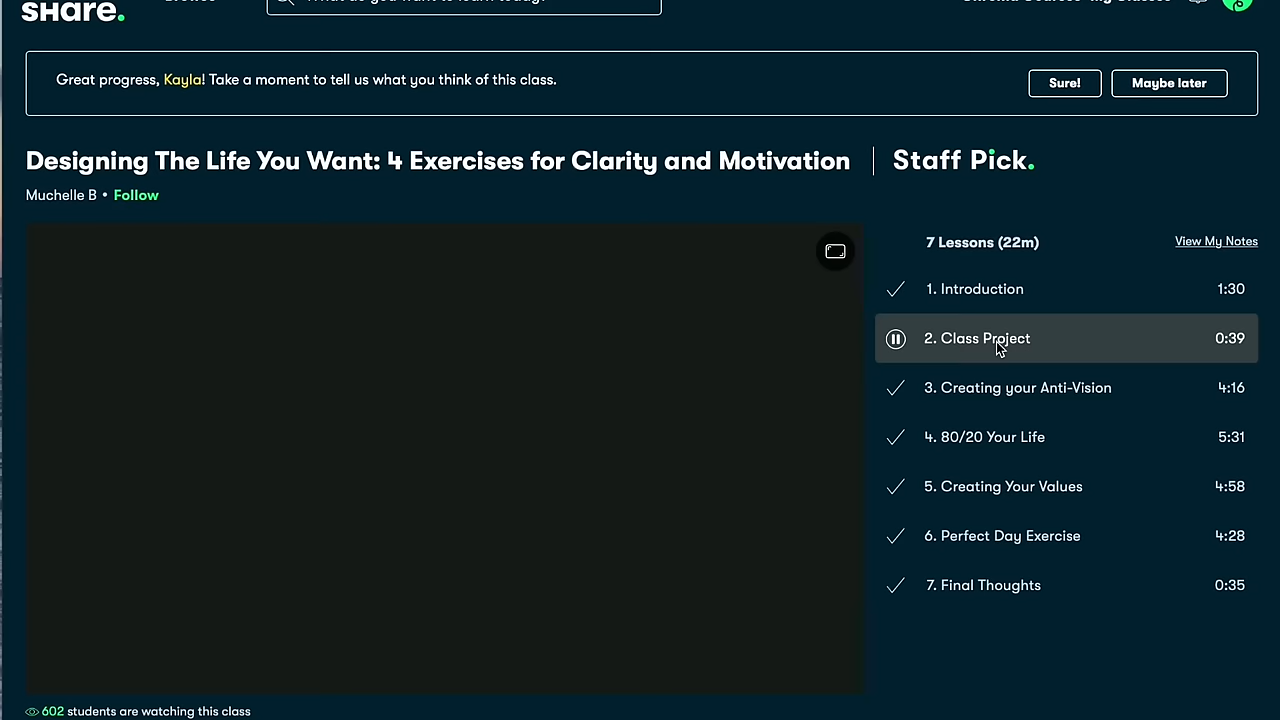 SHare.
Great progress, Kayla! Take a moment to tell us what you think of this class.
Sure!
Maybe later
Designing The Life You Want: 4 Exercises for Clarity and Motivation
Staff Pick.
Muchelle B • Follow
7 Lessons (22m)
View My Notes
1. Introduction 1:30
2. Class Project 0:39
3. Creating your Anti-Vision 4:16
4. 80/20 Your Life 5:31
5. Creating Your Values 4:58
6. Perfect Day Exercise 4:28
7. Final Thoughts 0:35
602 students are watching this class